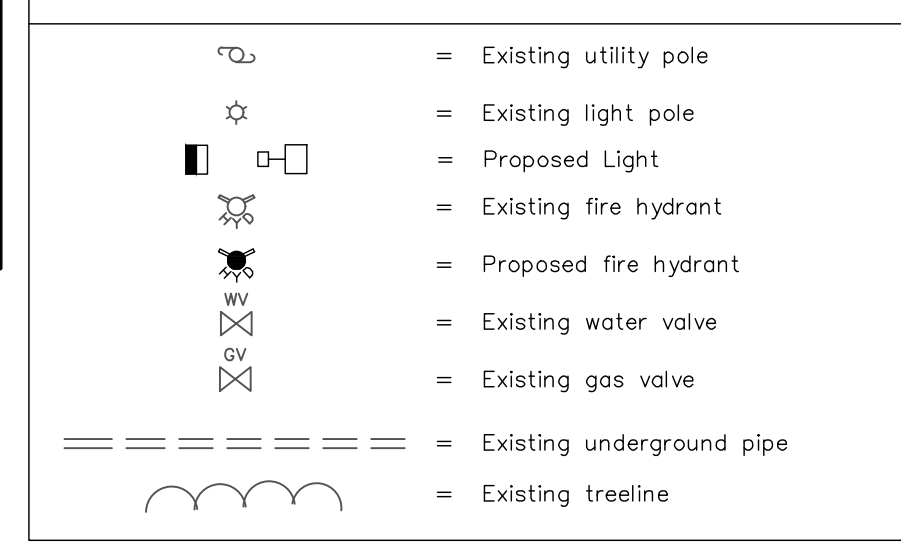 = Existing utility pole
= Existing light pole
= Proposed Light
HYD = Existing fire hydrant
HYD = Proposed fire hydrant
WV
= Existing water valve
GV
= Existing gas valve
= Existing underground pipe
= Existing treeline